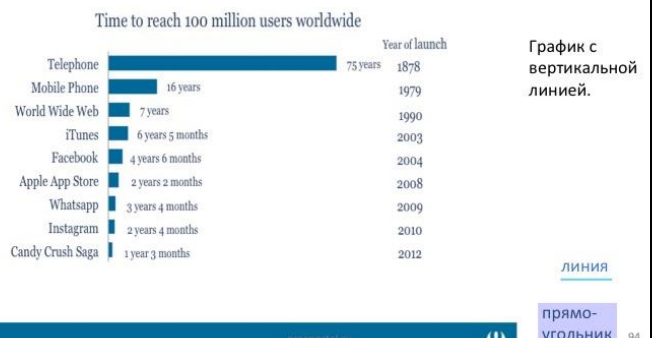 Time to reach 100 million users worldwide
Year of launch
Telephone 75 years 1878
Mobile Phone 16 years 1979
World Wide Web 7 years 1990
iTunes 6 years 5 months 2003
Facebook 4 years 6 months 2004
Apple App Store 2 years 2 months 2008
Whatsapp 3 years 4 months 2009
Instagram 2 years 4 months 2010
Candy Crush Saga 1 year 3 months 2012
График с
вертикальной
линией.
линия
прямо-
угольник
94